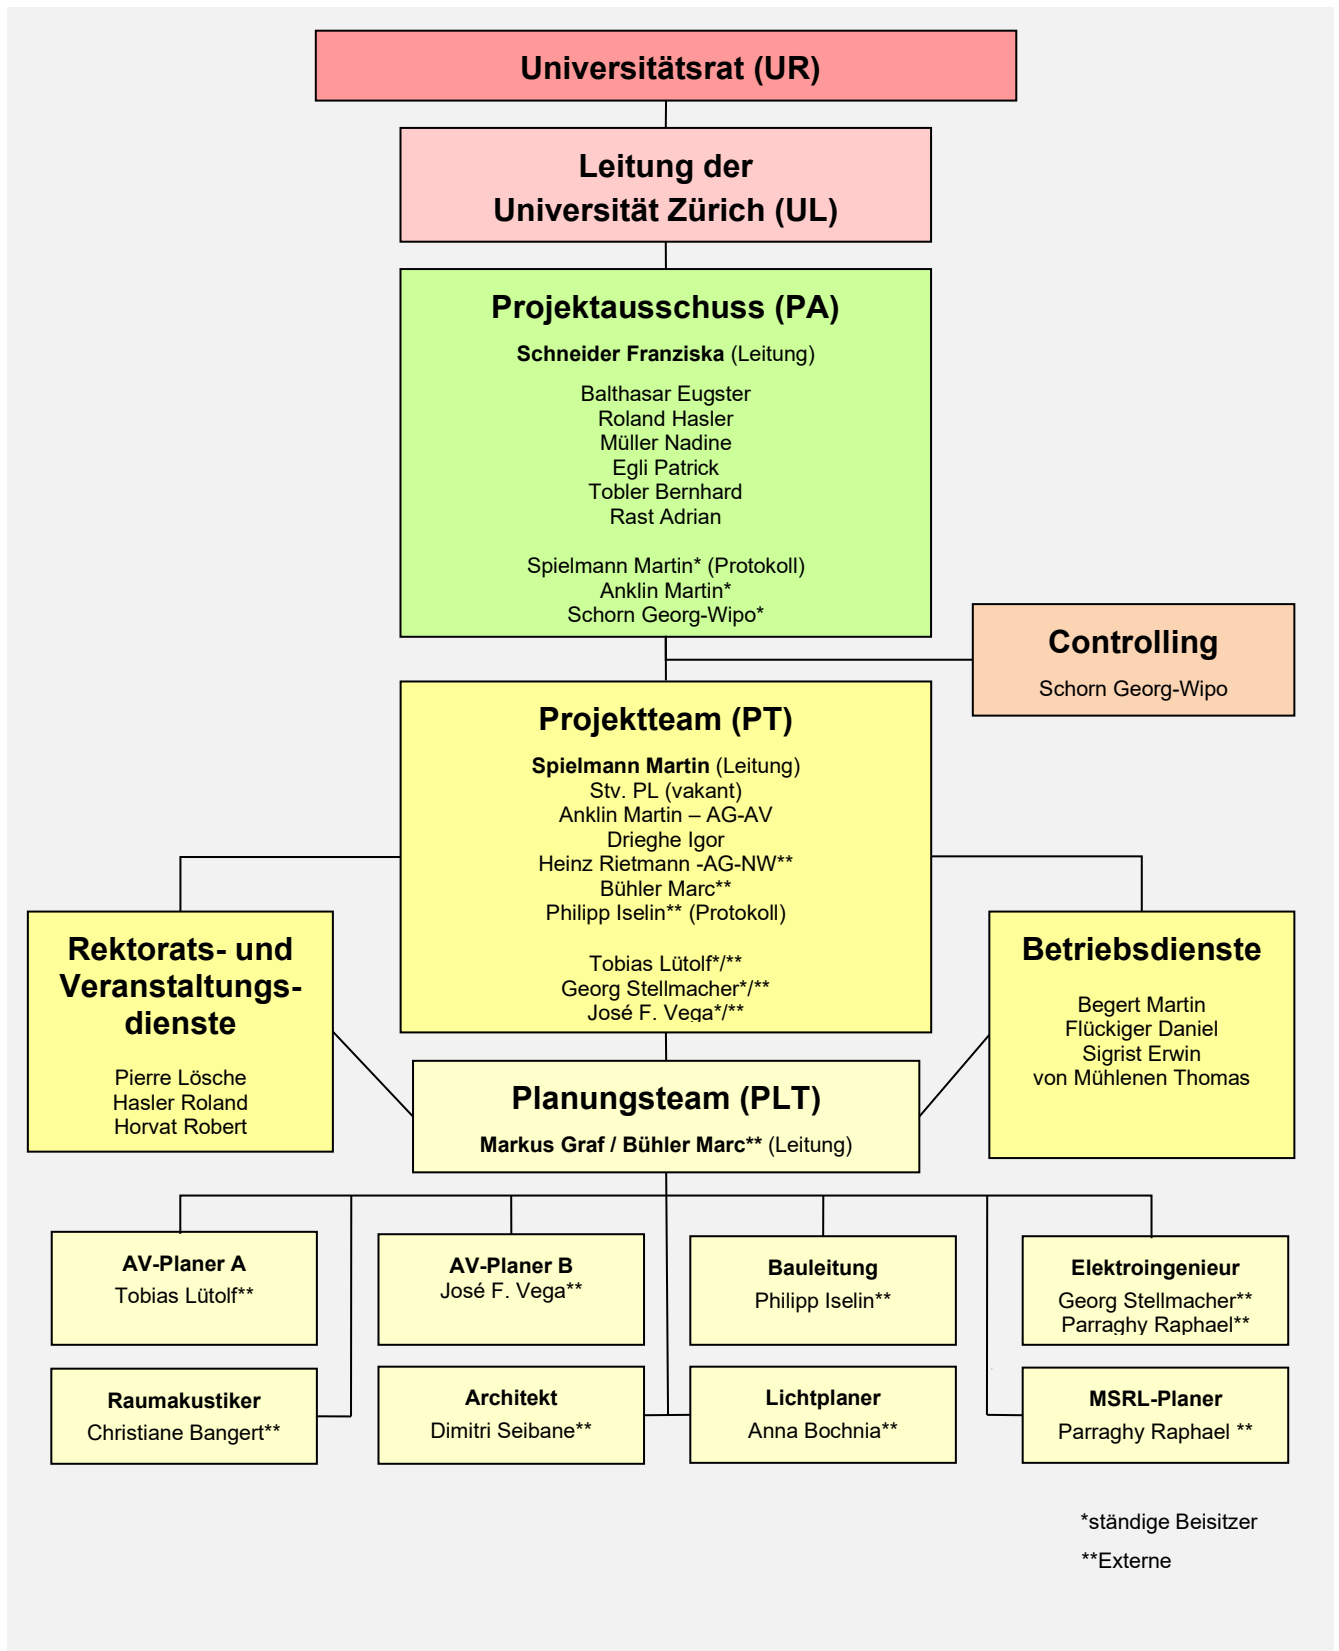 Universitätsrat (UR)
Leitung der
Universität Zürich (UL)
Projektausschuss (PA)
Schneider Franziska (Leitung)
Balthasar Eugster
Roland Hasler
Müller Nadine
Egli Patrick
Tobler Bernhard
Rast Adrian
Spielmann Martin* (Protokoll)
Anklin Martin*
Schorn Georg-Wipo*
Controlling
Schorn Georg-Wipo
Projektteam (PT)
Spielmann Martin (Leitung)
Stv. PL (vakant)
Anklin Martin – AG-AV
Drieghe Igor
Heinz Rietmann -AG-NW**
Bühler Marc**
Philipp Iselin** (Protokoll)
Tobias Lütolf*/**
Georg Stellmacher*/**
José F. Vega*/**
Rektorats- und
Veranstaltungs-
dienste
Pierre Lösche
Hasler Roland
Horvat Robert
Betriebsdienste
Begert Martin
Flückiger Daniel
Sigrist Erwin
von Mühlenen Thomas
Planungsteam (PLT)
Markus Graf / Bühler Marc** (Leitung)
AV-Planer A
Tobias Lütolf**
AV-Planer B
José F. Vega**
Bauleitung
Philipp Iselin**
Elektroingenieur
Georg Stellmacher**
Parraghy Raphael**
Raumakustiker
Christiane Bangert**
Architekt
Dimitri Seibane**
Lichtplaner
Anna Bochnia**
MSRL-Planer
Parraghy Raphael **
*ständige Beisitzer
**Externe